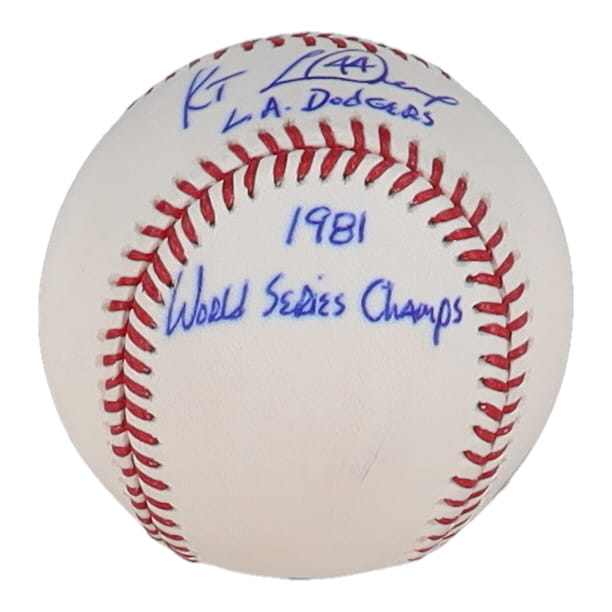 KT 44
L.A. DODGERS
1981
World SERIES Champs